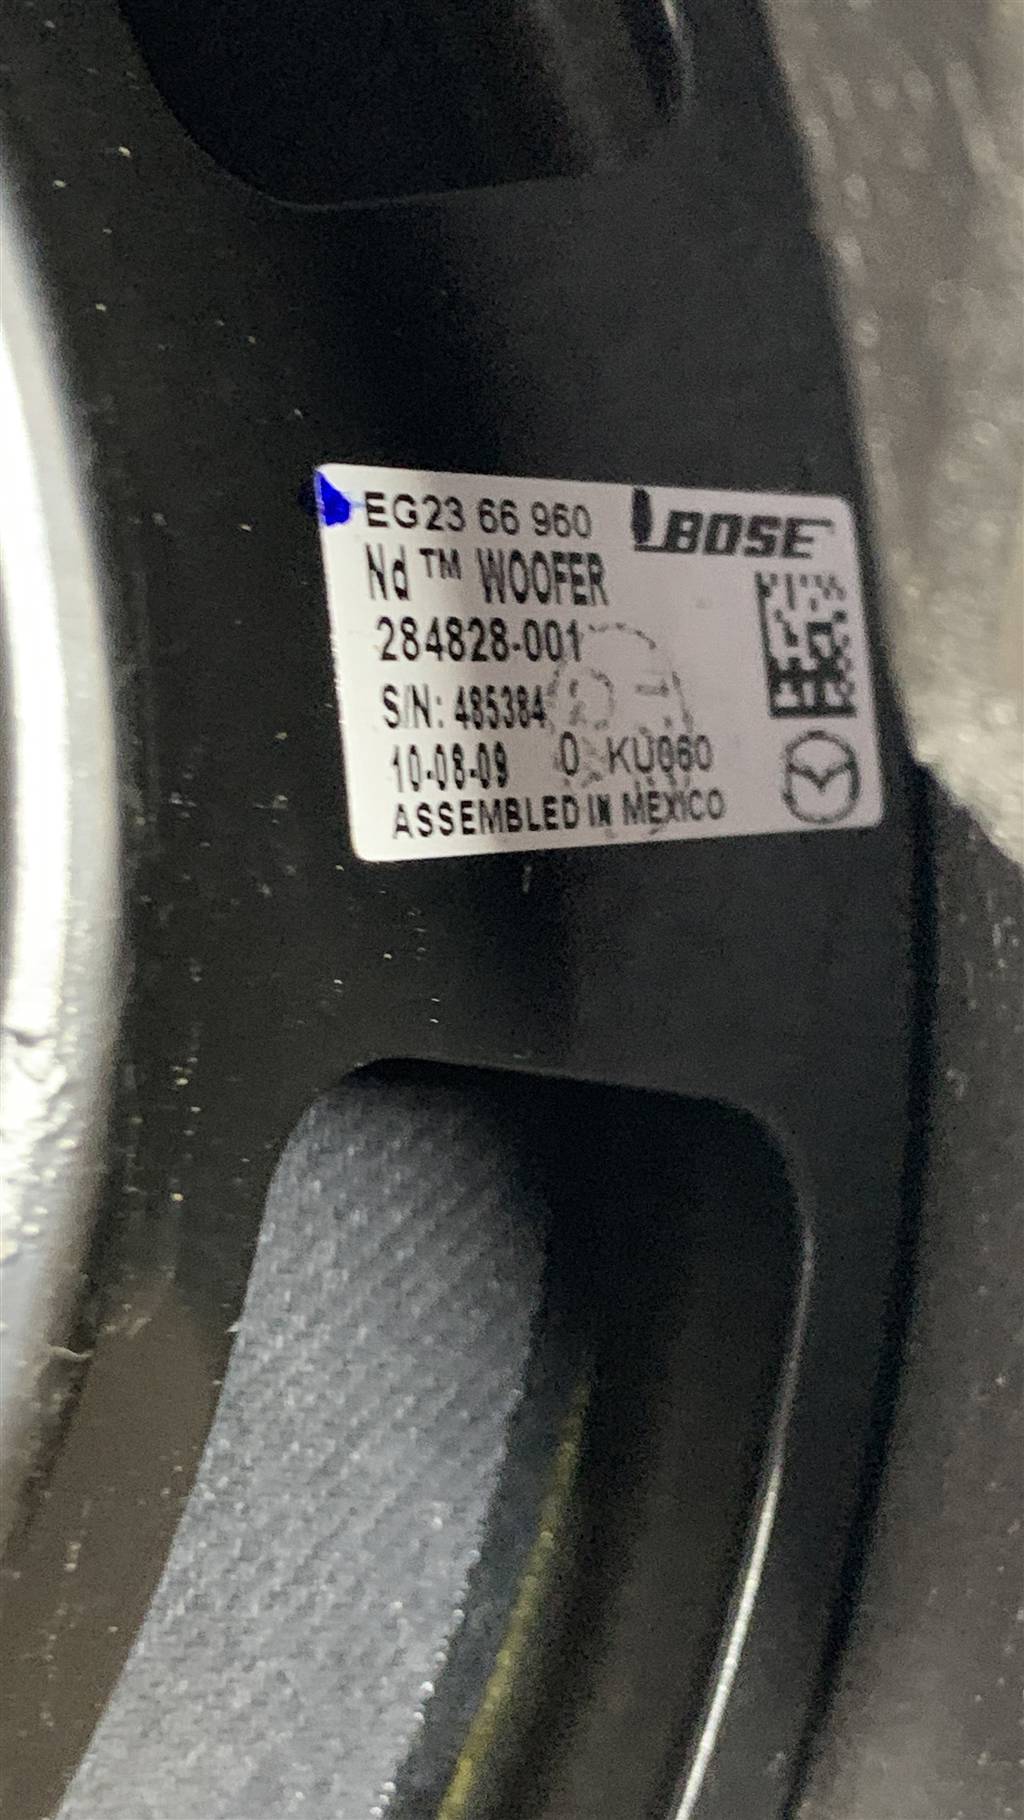 EG23 66 960 BOSE
Nd ™ WOOFER
284828-001
S/N: 485384
10-08-09 0 KU060
ASSEMBLED IN MEXICO